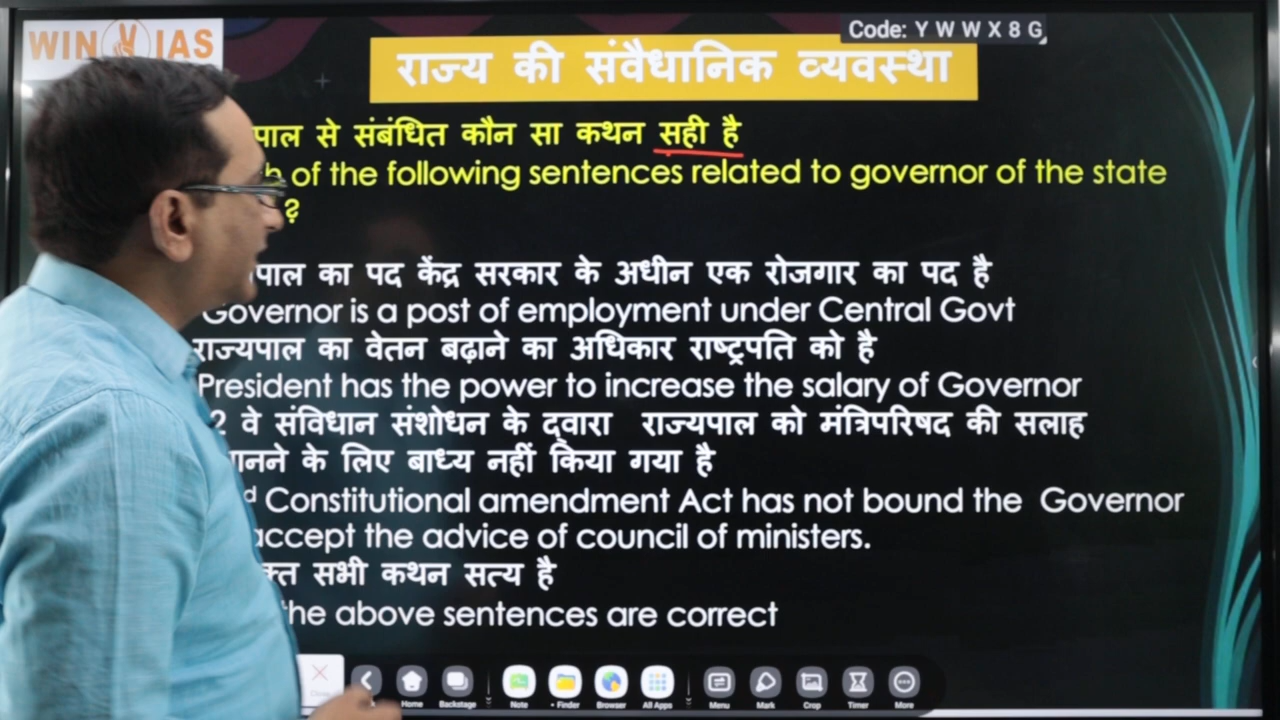 WIN IAS
Code: Y W W X 8 G
राज्य की संवैधानिक व्यवस्था
से संबंधित कौन सा कथन सही है
of the following sentences related to governor of the state
?
का पद केंद्र सरकार के अधीन एक रोजगार का पद है
Governor is a post of employment under Central Govt
राज्यपाल का वेतन बढ़ाने का अधिकार राष्ट्रपति को है
President has the power to increase the salary of Governor
वे संविधान संशोधन के द्वारा राज्यपाल को मंत्रिपरिषद की सलाह
के लिए बाध्य नहीं किया गया है
Constitutional amendment Act has not bound the Governor
accept the advice of council of ministers.
सभी कथन सत्य है
the above sentences are correct
Home Backstage Note • Finder Browser All Apps Menu Mark Crop Timer More